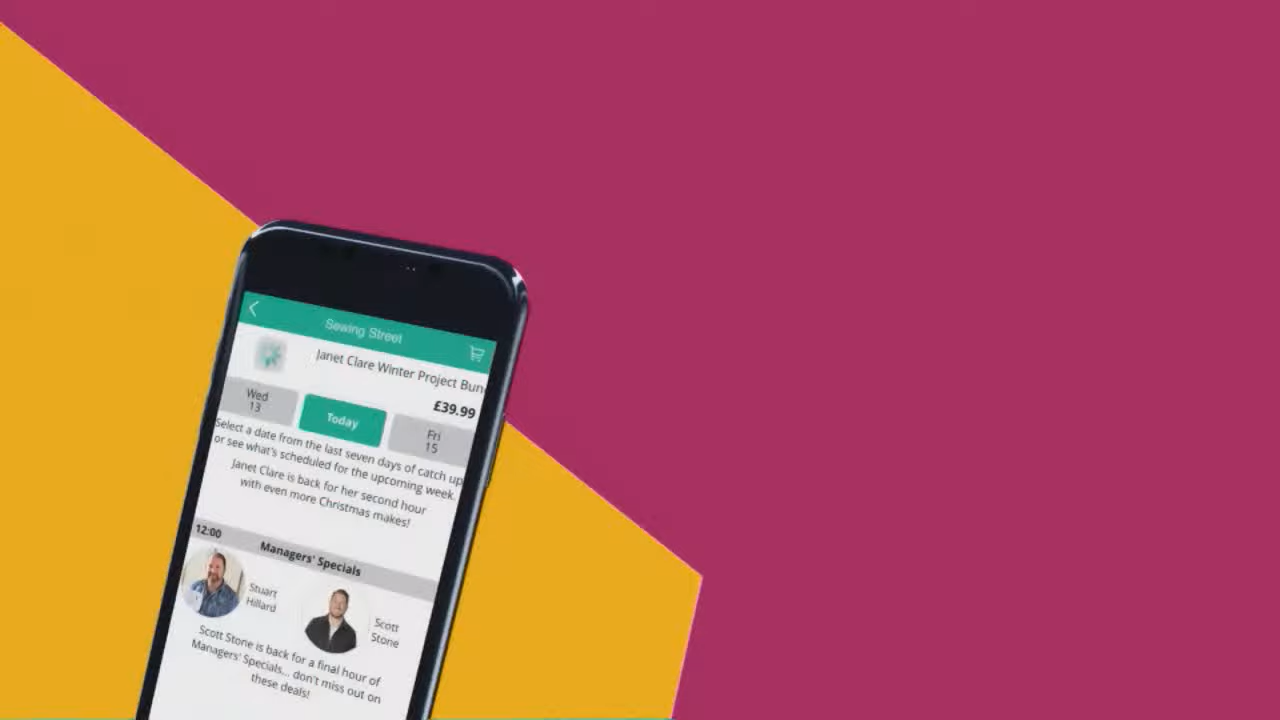 Sewing Street
Janet Clare Winter Project Bun
£39.99
Wed
13
Today
Fri
15
Select a date from the last seven days of catch up
or see what's scheduled for the upcoming week.
Janet Clare is back for her second hour
with even more Christmas makes!
12:00
Managers' Specials
Stuart
Hillard
Scott
Stone
Scott Stone is back for a final hour of
Managers' Specials... don't miss out on
these deals!